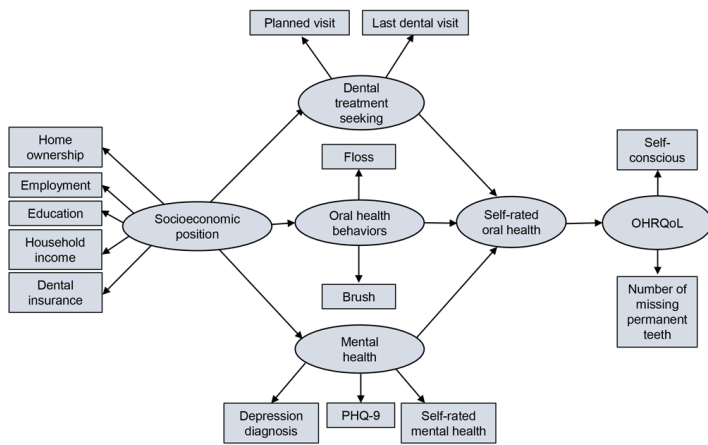 Planned visit
Last dental visit
Dental
treatment
seeking
Home
ownership
Employment
Education
Household
income
Dental
insurance
Socioeconomic
position
Floss
Oral health
behaviors
Brush
Self-rated
oral health
Self-
conscious
OHRQoL
Number of
missing
permanent
teeth
Mental
health
Depression
diagnosis
PHQ-9
Self-rated
mental health